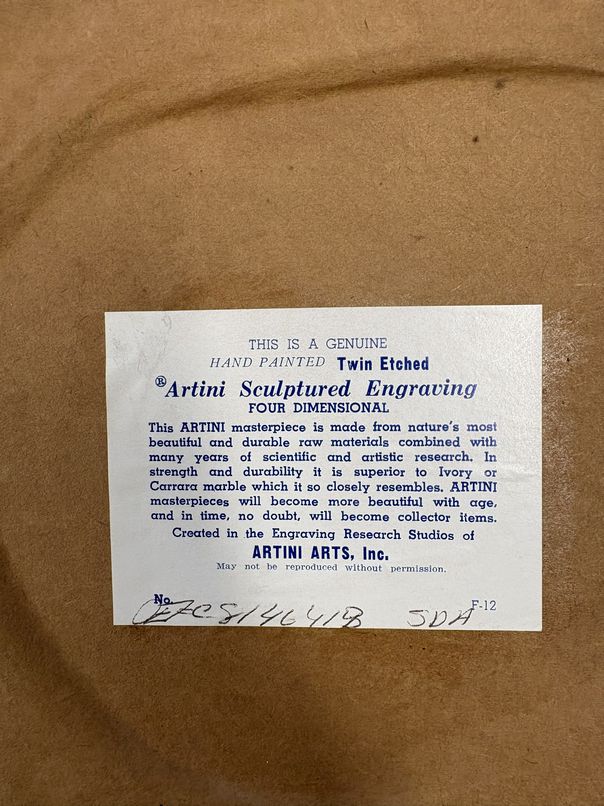 THIS IS A GENUINE
HAND PAINTED Twin Etched
®Artini Sculptured Engraving
FOUR DIMENSIONAL
This ARTINI masterpiece is made from nature's most
beautiful and durable raw materials combined with
many years of scientific and artistic research. In
strength and durability it is superior to Ivory or
Carrara marble which it so closely resembles. ARTINI
masterpieces will become more beautiful with age,
and in time, no doubt, will become collector items.
Created in the Engraving Research Studios of
ARTINI ARTS, Inc.
May not be reproduced without permission.
No.
SDA F-12